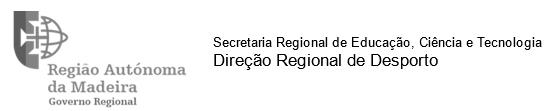 Região Autónoma
da Madeira
Governo Regional
Secretaria Regional de Educação, Ciência e Tecnologia
Direção Regional de Desporto